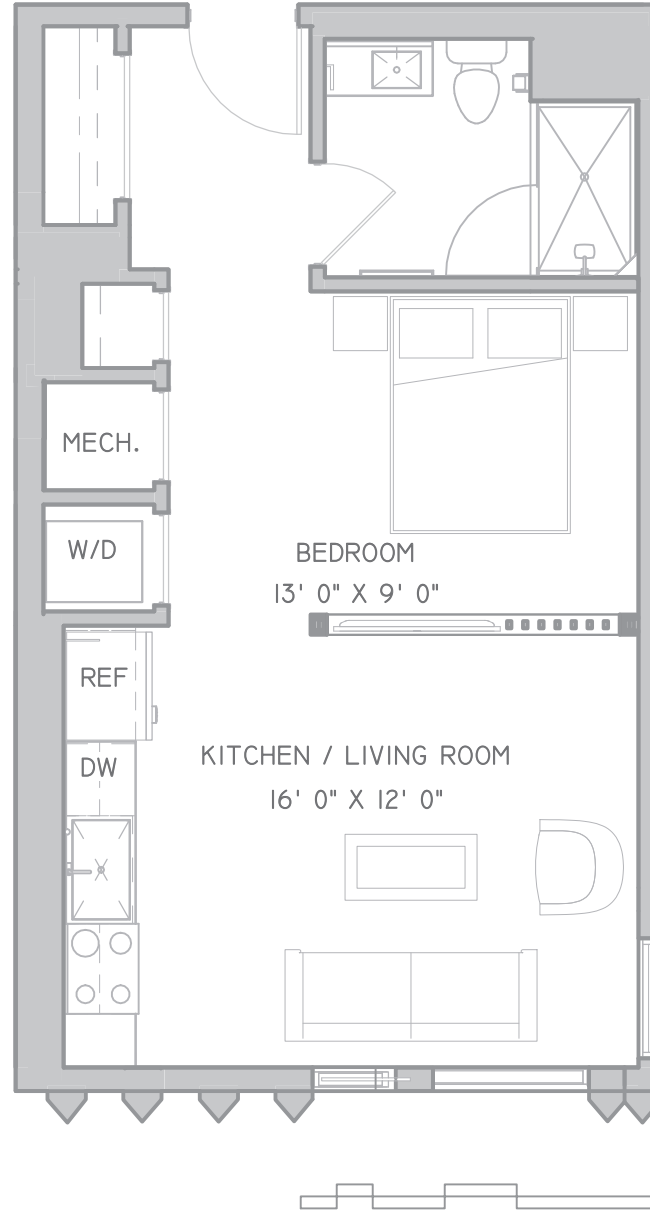 MECH.
W/D
BEDROOM
13' 0" X 9' 0"
REF
KITCHEN / LIVING ROOM
DW
16' 0" X 12' 0"